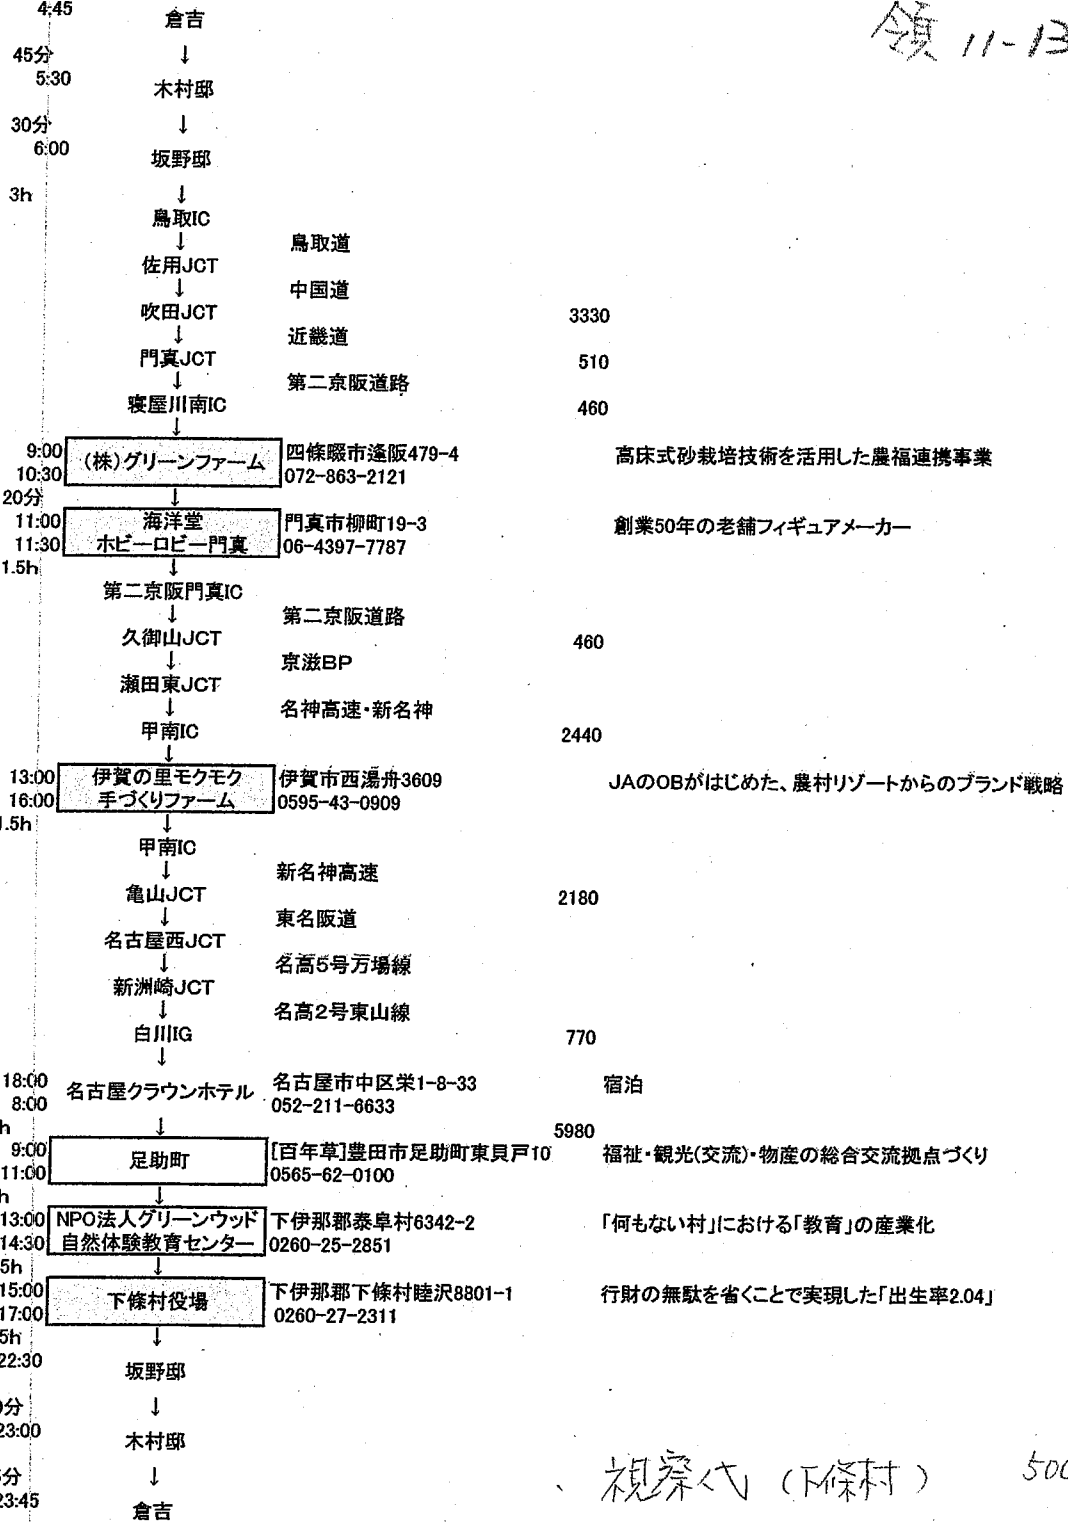 4:45 倉吉
領 11-13
45分 ↓
5:30 木村邸
30分 ↓
6:00 坂野邸
3h ↓
鳥取IC
↓ 鳥取道
佐用JCT
↓ 中国道
吹田JCT 3330
↓ 近畿道
門真JCT 510
↓ 第二京阪道路
寝屋川南IC 460
↓
9:00 (株)グリーンファーム 四條畷市逢阪479-4 高床式砂栽培技術を活用した農福連携事業
10:30 072-863-2121
20分 ↓
11:00 海洋堂 門真市柳町19-3 創業50年の老舗フィギュアメーカー
11:30 ホビーロビー門真 06-4397-7787
1.5h ↓
第二京阪門真IC
↓ 第二京阪道路
久御山JCT 460
↓ 京滋BP
瀬田東JCT
↓ 名神高速・新名神
甲南IC 2440
↓
13:00 伊賀の里モクモク 伊賀市西湯舟3609 JAのOBがはじめた、農村リゾートからのブランド戦略
16:00 手づくりファーム 0595-43-0909
1.5h ↓
甲南IC
↓ 新名神高速
亀山JCT 2180
↓ 東名阪道
名古屋西JCT
↓ 名高5号万場線
新洲崎JCT
↓ 名高2号東山線
白川IG 770
↓
18:00 名古屋クラウンホテル 名古屋市中区栄1-8-33 宿泊
8:00 052-211-6633
h ↓ 5980
9:00 足助町 [百年草]豊田市足助町東貝戸10 福祉・観光(交流)・物産の総合交流拠点づくり
11:00 0565-62-0100
h ↓
13:00 NPO法人グリーンウッド 下伊那郡泰阜村6342-2 「何もない村」における「教育」の産業化
14:30 自然体験教育センター 0260-25-2851
5h ↓
15:00 下條村役場 下伊那郡下條村睦沢8801-1 行財の無駄を省くことで実現した「出生率2.04」
17:00 0260-27-2311
5h ↓
22:30 坂野邸
分 ↓
23:00 木村邸
分 ↓
23:45 倉吉
視察代 (下條村) 500